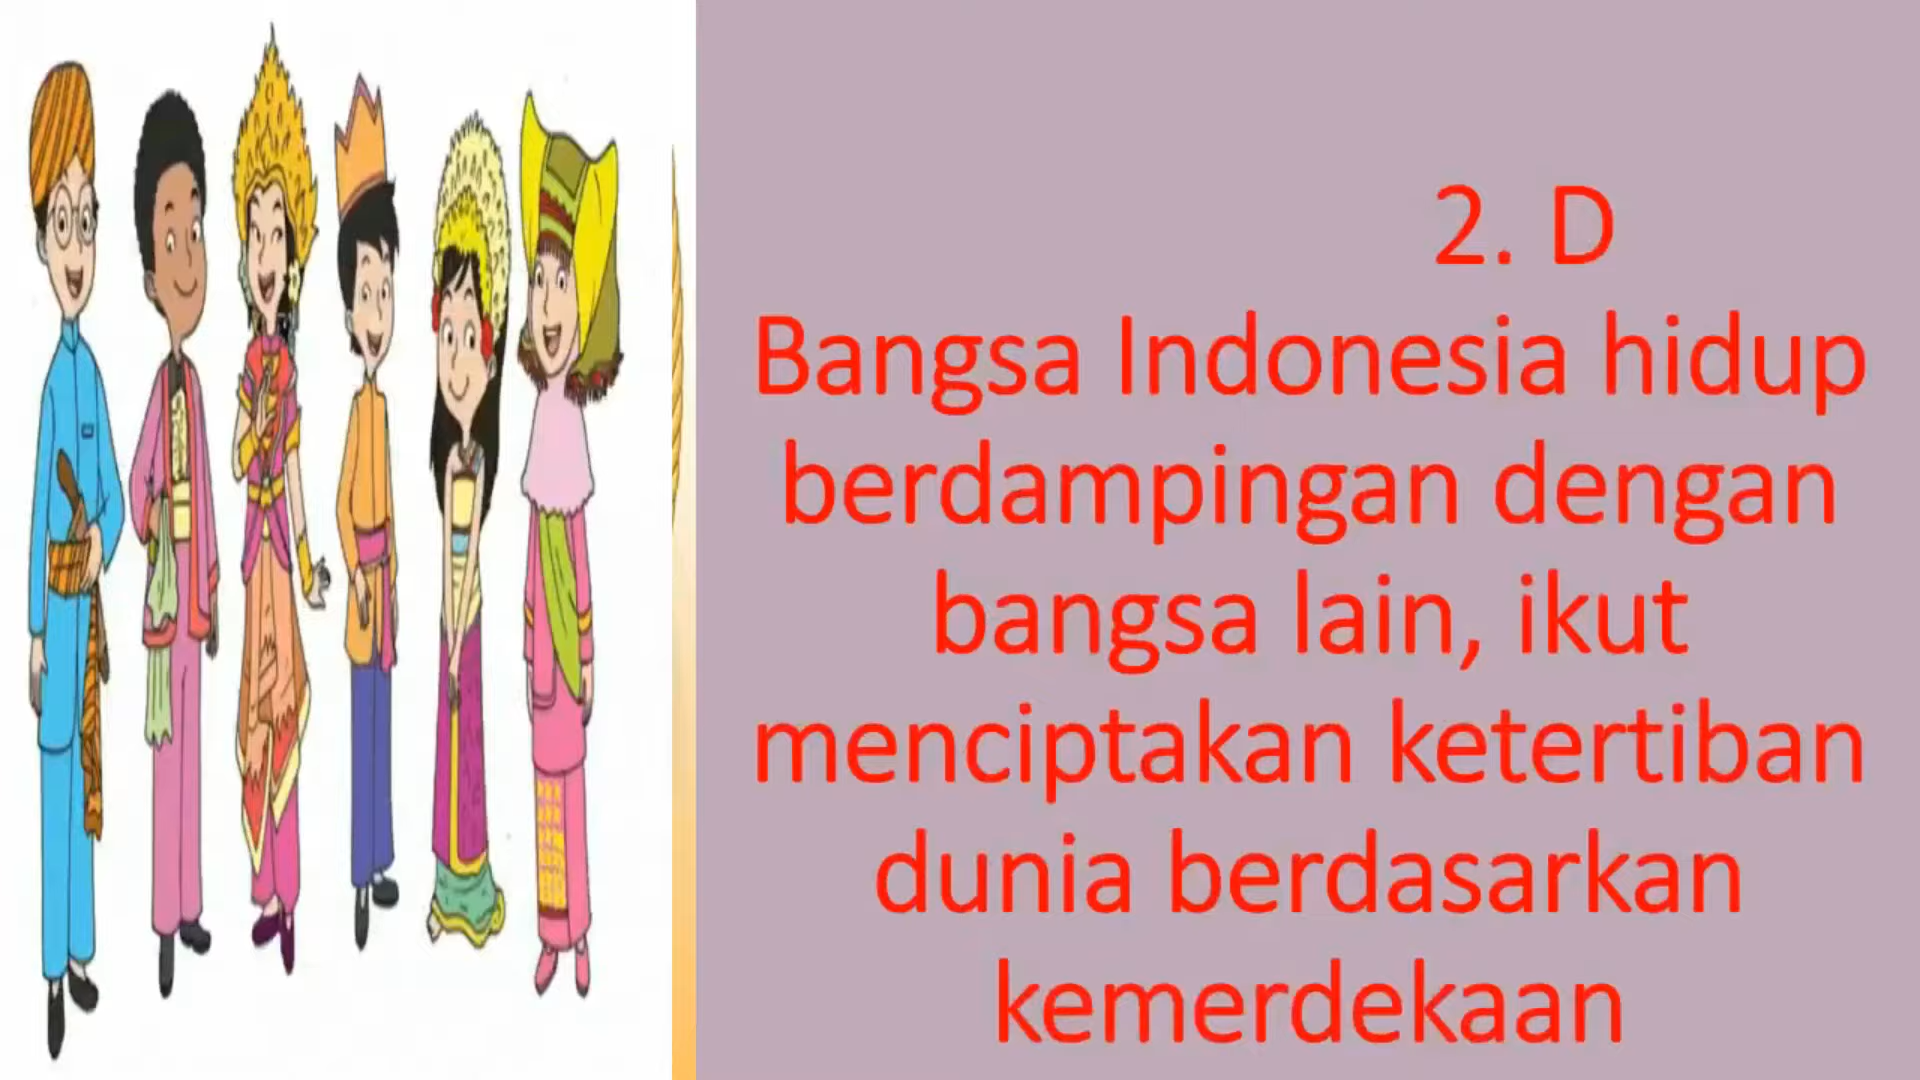 2. D
Bangsa Indonesia hidup
berdampingan dengan
bangsa lain, ikut
menciptakan ketertiban
dunia berdasarkan
kemerdekaan